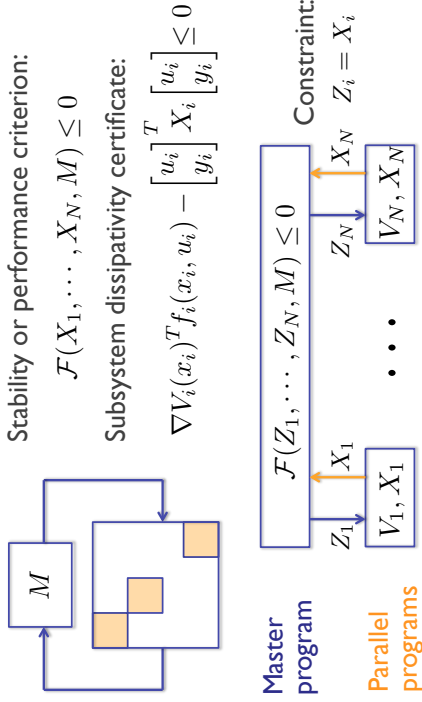 M
Stability or performance criterion:
\mathcal{F}(X_1, \cdots, X_N, M) \leq 0
Subsystem dissipativity certificate:
\nabla V_i(x_i)^T f_i(x_i, u_i) - \begin{bmatrix} u_i \\ y_i \end{bmatrix}^T X_i \begin{bmatrix} u_i \\ y_i \end{bmatrix} \leq 0
Master
program
\mathcal{F}(Z_1, \cdots, Z_N, M) \leq 0
Constraint:
Z_i = X_i
Z_1 X_1
Z_N X_N
Parallel
programs
V_1, X_1
• • •
V_N, X_N